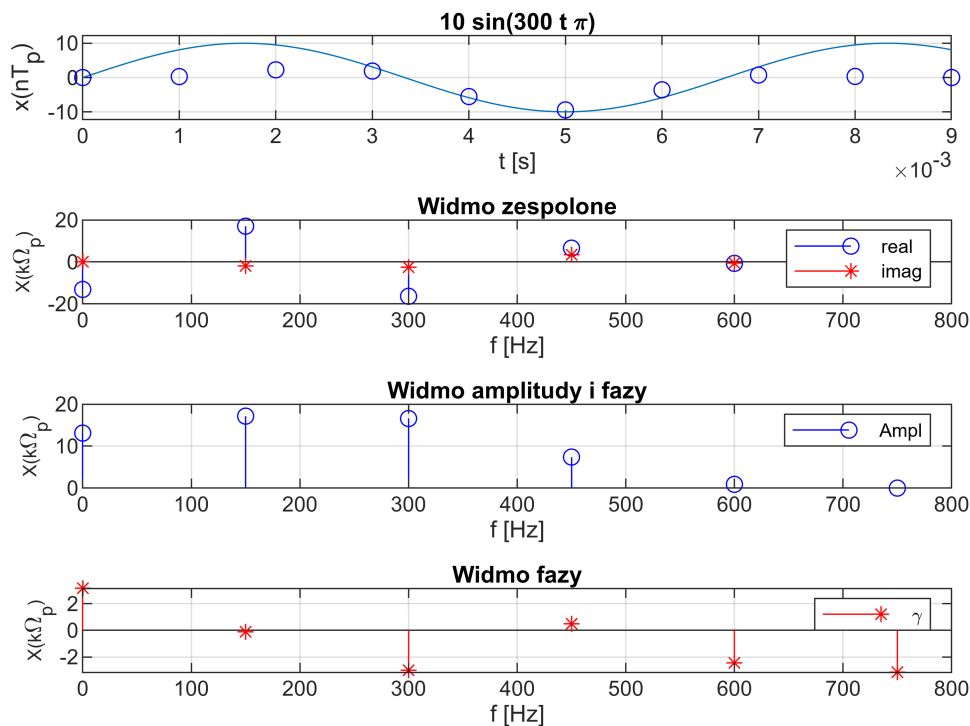 10 sin(300 t π)
x(nT_p)
10
0
-10
0 1 2 3 4 5 6 7 8 9
t [s]
×10^-3
Widmo zespolone
X(kΩ_p)
20
0
-20
real
imag
0 100 200 300 400 500 600 700 800
f [Hz]
Widmo amplitudy i fazy
X(kΩ_p)
20
10
0
Ampl
0 100 200 300 400 500 600 700 800
f [Hz]
Widmo fazy
X(kΩ_p)
2
0
-2
γ
0 100 200 300 400 500 600 700 800
f [Hz]